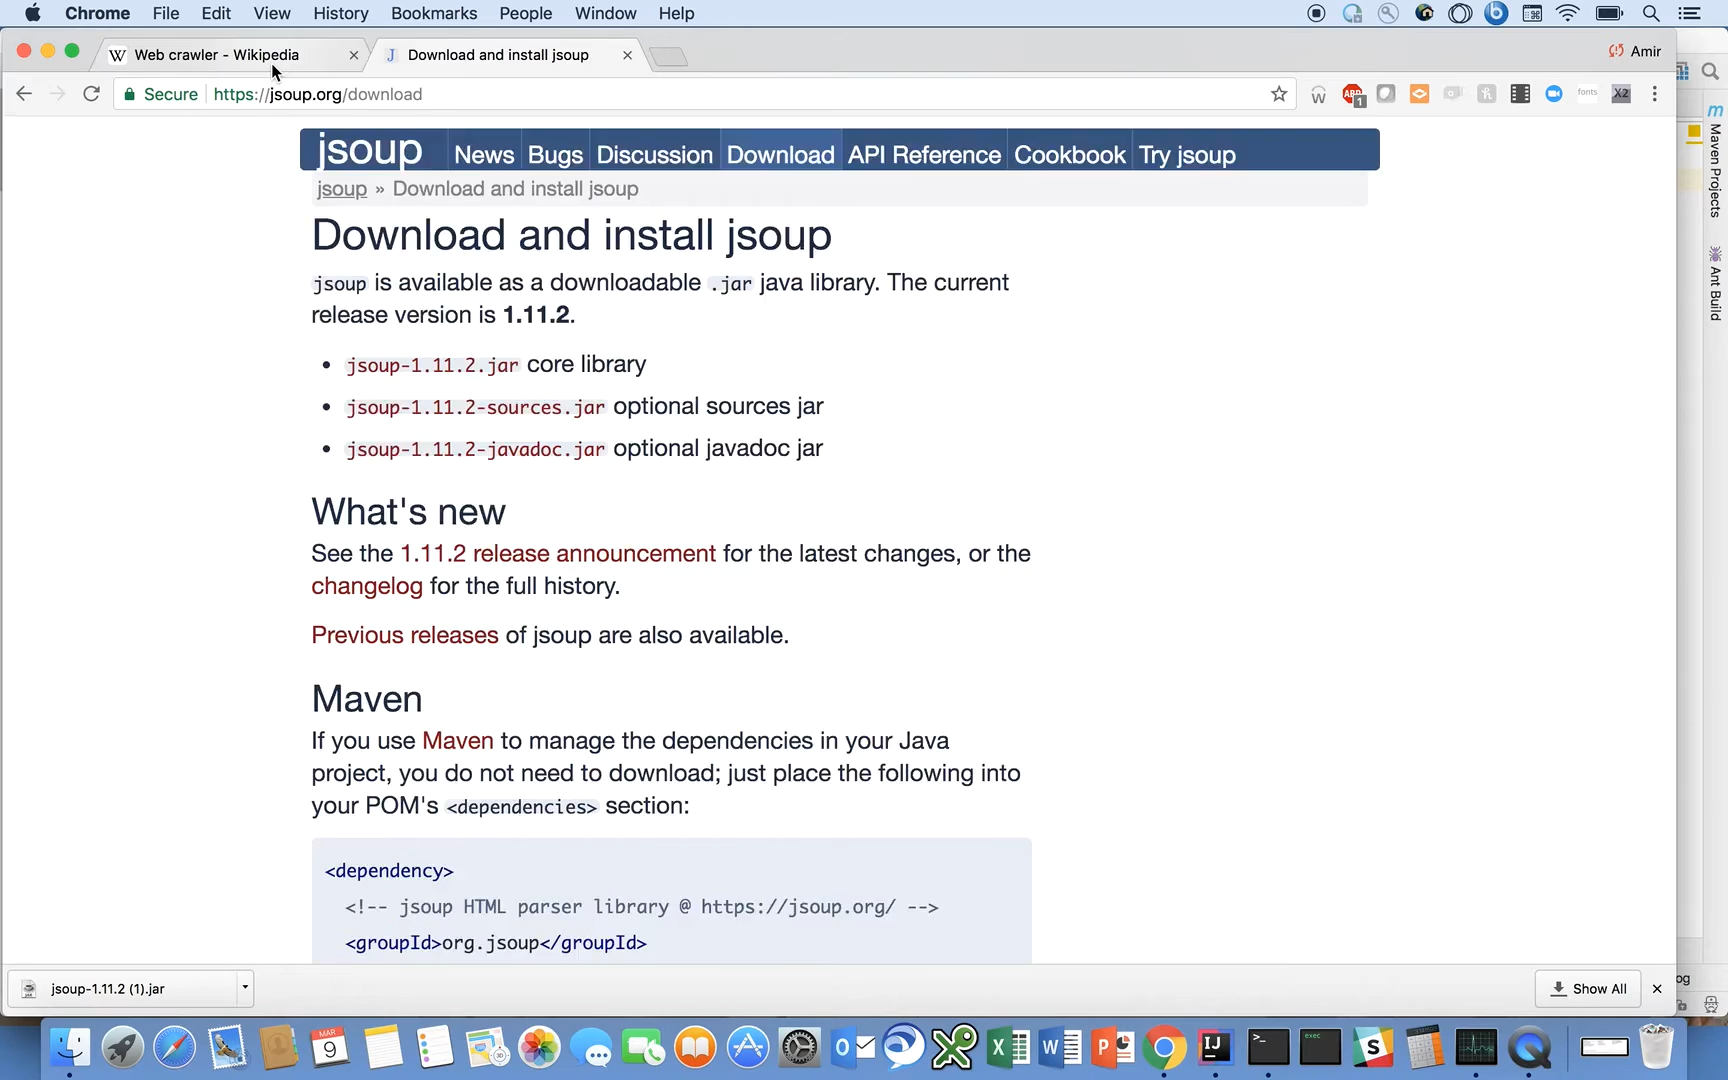 Chrome File Edit View History Bookmarks People Window Help
Web crawler - Wikipedia
Download and install jsoup
Amir
Secure https://jsoup.org/download
ABP 1
fonts
X2
jsoup News Bugs Discussion Download API Reference Cookbook Try jsoup
jsoup » Download and install jsoup
Download and install jsoup
jsoup is available as a downloadable .jar java library. The current
release version is 1.11.2.
• jsoup-1.11.2.jar core library
• jsoup-1.11.2-sources.jar optional sources jar
• jsoup-1.11.2-javadoc.jar optional javadoc jar
What's new
See the 1.11.2 release announcement for the latest changes, or the
changelog for the full history.
Previous releases of jsoup are also available.
Maven
If you use Maven to manage the dependencies in your Java
project, you do not need to download; just place the following into
your POM's <dependencies> section:
<dependency>
<!-- jsoup HTML parser library @ https://jsoup.org/ -->
<groupId>org.jsoup</groupId>
Maven Projects
Ant Build
og
jsoup-1.11.2 (1).jar
Show All
MAR
9
exec